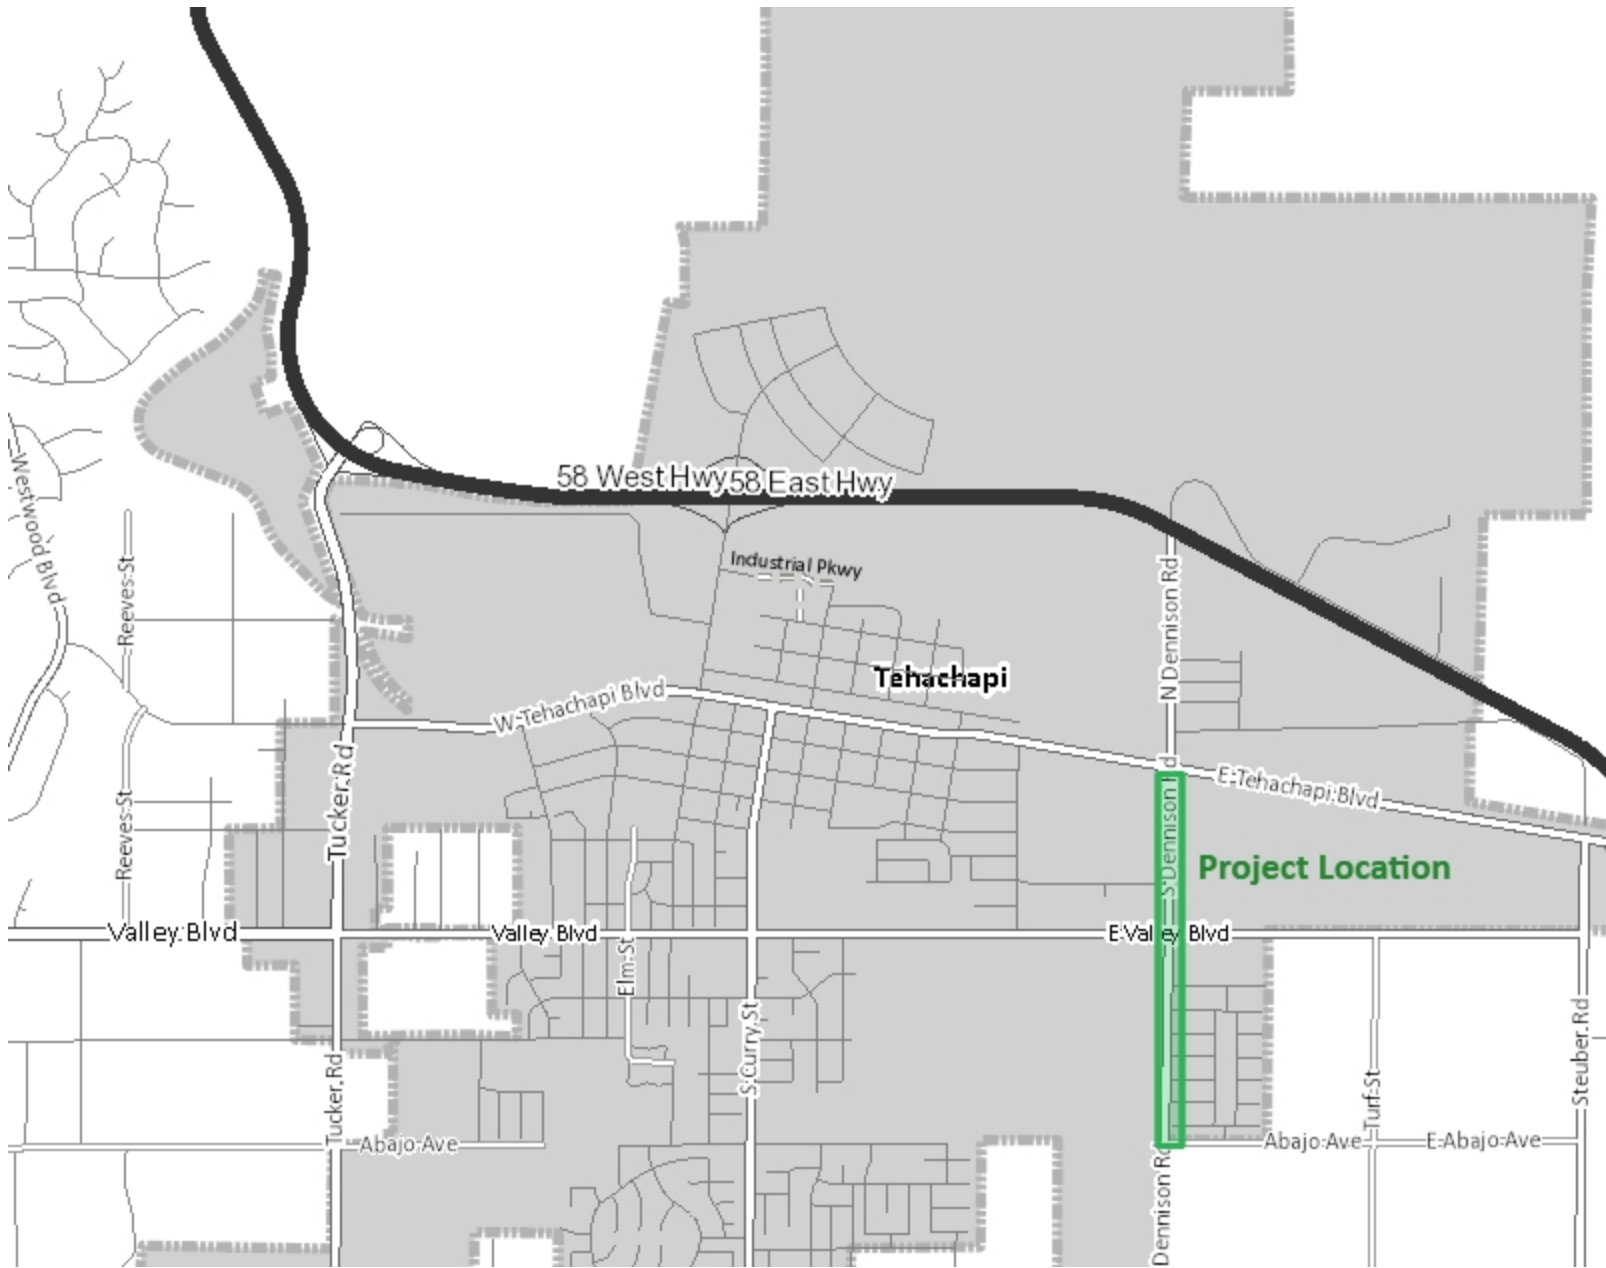 58 West Hwy
58 East Hwy
Westwood Blvd
Reeves St
Industrial Pkwy
N Dennison Rd
Tehachapi
W Tehachapi Blvd
Tucker Rd
E Tehachapi Blvd
Reeves St
S Dennison Rd
Project Location
Valley Blvd
Valley Blvd
E Valley Blvd
Elm St
S Curry St
Steuber Rd
Tucker Rd
Turf St
Abajo Ave
Abajo Ave
E Abajo Ave
Dennison Rd